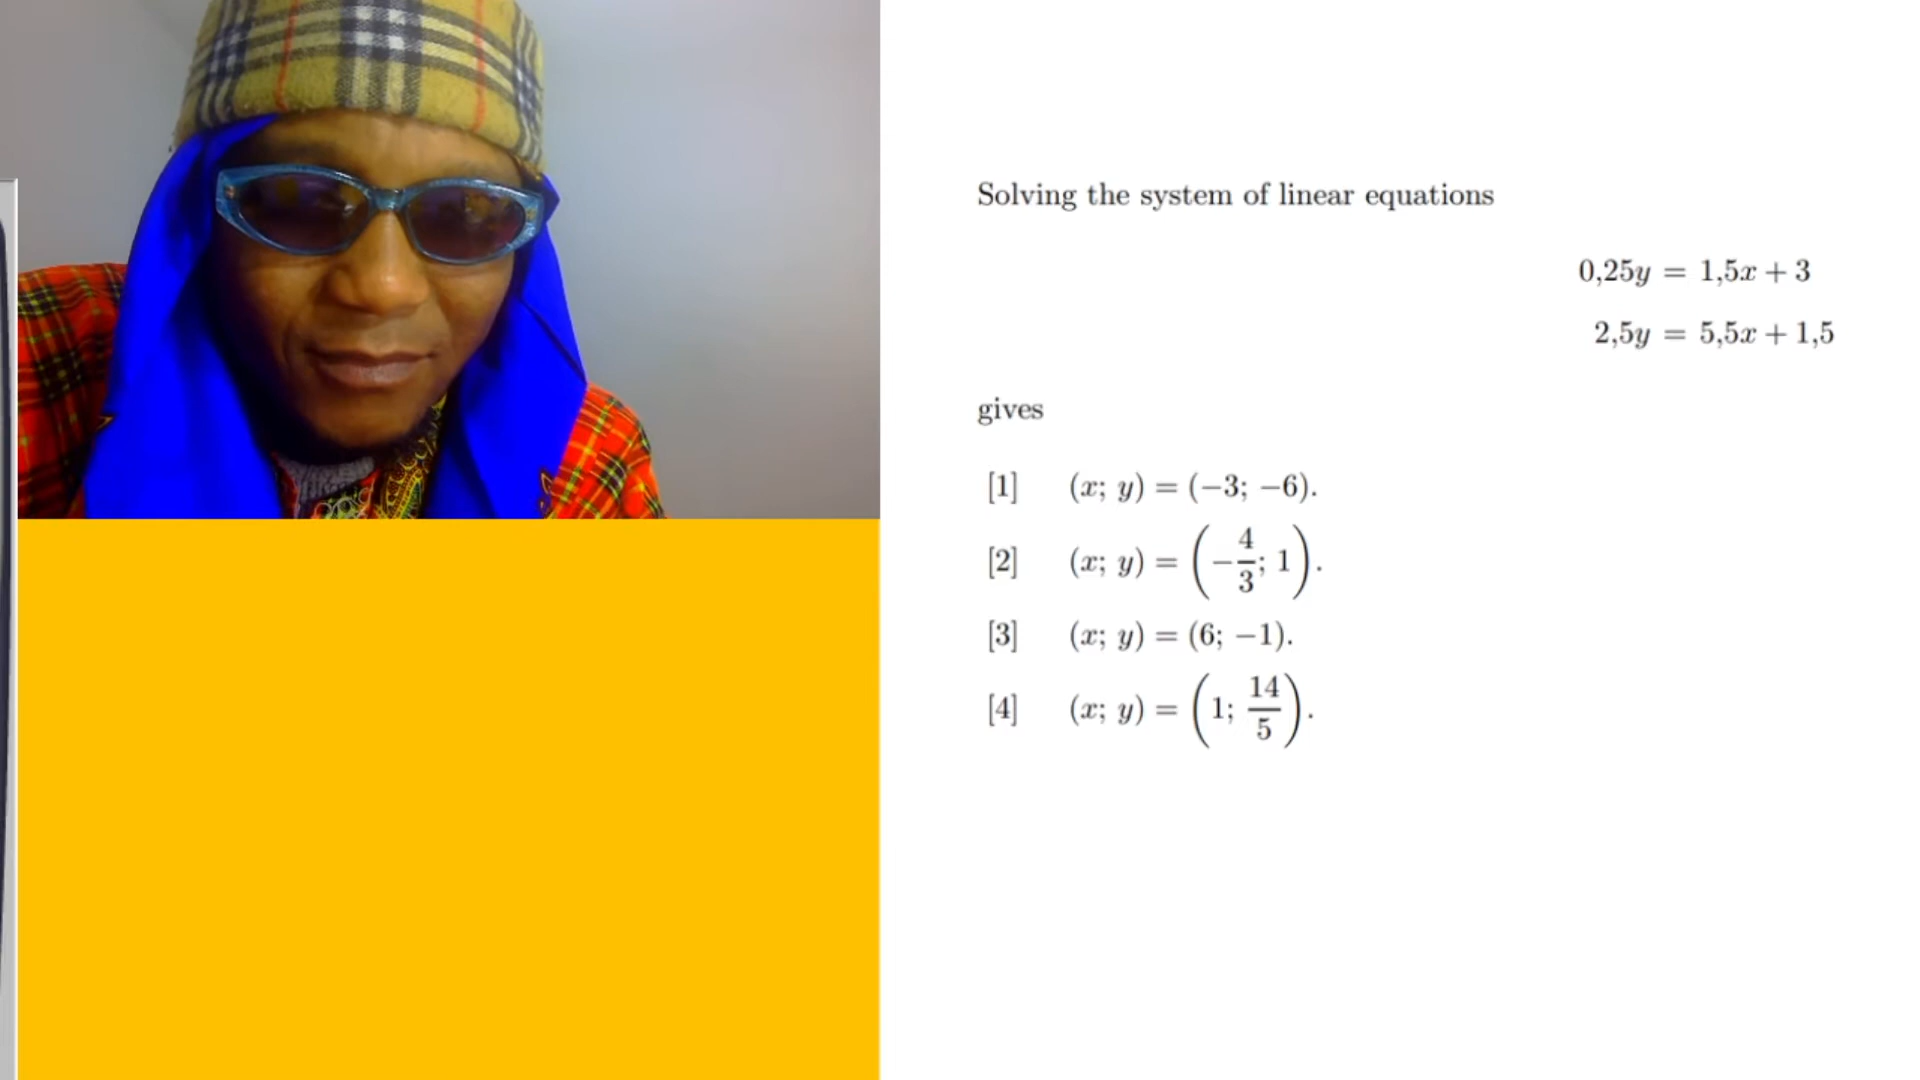 Solving the system of linear equations
0,25y = 1,5x + 3
2,5y = 5,5x + 1,5
gives
[1] (x; y) = (−3; −6).
[2] (x; y) = (−4/3; 1).
[3] (x; y) = (6; −1).
[4] (x; y) = (1; 14/5).